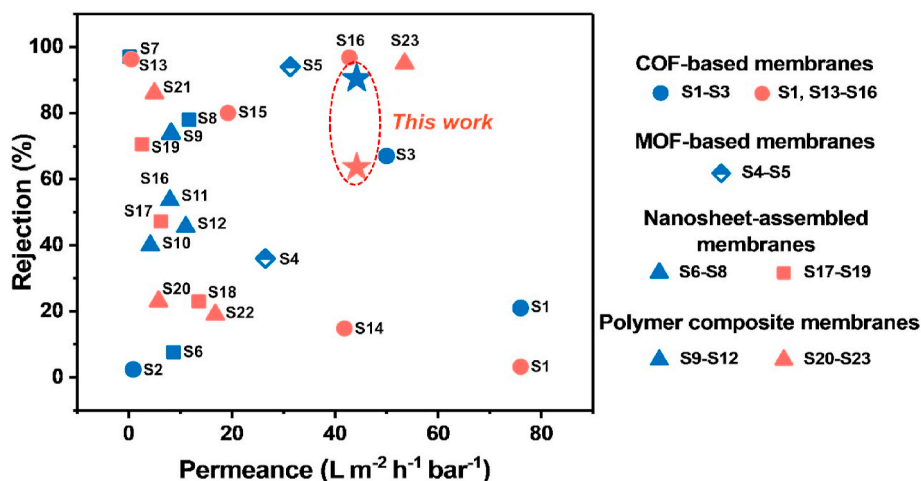 100
80
60
40
20
0
Rejection (%)
0
20
40
60
80
Permeance (L m⁻² h⁻¹ bar⁻¹)
S7
S13
S21
S8
S9
S19
S15
S5
S16
S23
This work
S3
S16
S11
S17
S12
S10
S4
S20
S18
S22
S14
S1
S6
S2
S1
COF-based membranes
S1-S3
S1, S13-S16
MOF-based membranes
S4-S5
Nanosheet-assembled
membranes
S6-S8
S17-S19
Polymer composite membranes
S9-S12
S20-S23